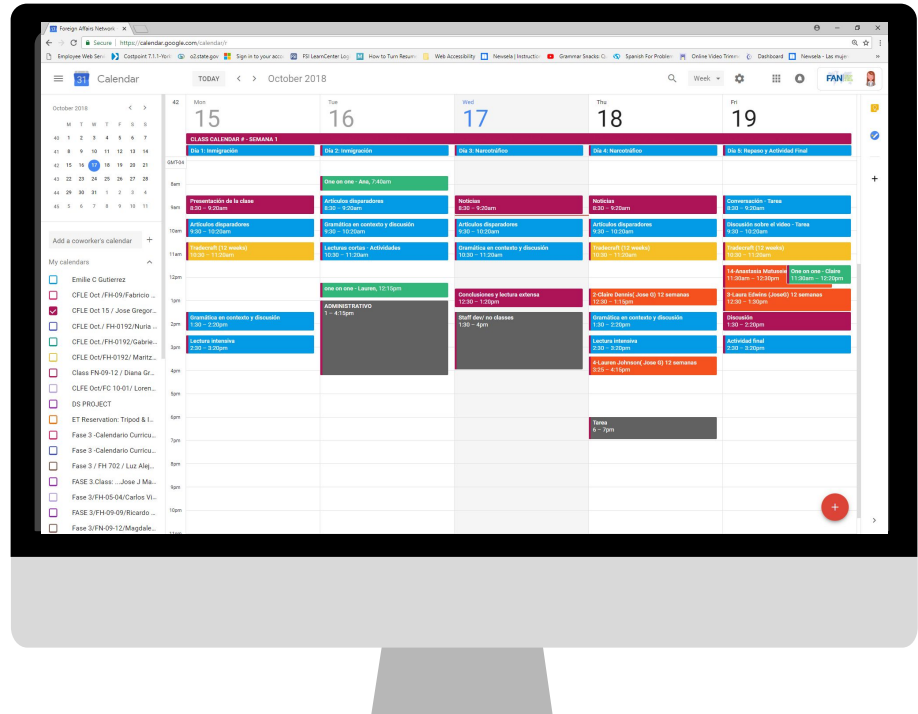 Foreign Affairs Network
Secure | https://calendar.google.com/calendar/r
Employee Web Serv Costpoint 7.1.1 o2.state.gov Sign in to your acco FSI LearnCenter Log How to Turn Resum Web Accessibility Newsela | Instructio Grammar Snacks: Spanish For Problem Online Video Trimm Dashboard Newsela - Las mujer
31 Calendar TODAY October 2018 Week FAN
October 2018
M T W T F S S
40 1 2 3 4 5 6 7
41 8 9 10 11 12 13 14
42 15 16 17 18 19 20 21
43 22 23 24 25 26 27 28
44 29 30 31 1 2 3 4
45 5 6 7 8 9 10 11
Add a coworker's calendar +
My calendars
Emilie C Gutierrez
CFLE Oct /FH-09/Fabricio ...
CFLE Oct 15 / Jose Gregor...
CFLE Oct./ FH-0192/Nuria ...
CFLE Oct./FH-0192/Gabrie...
CFLE Oct/FH-0192/ Maritz...
Class FN-09-12 / Diana Gr...
CLFE Oct/FC 10-01/ Loren...
DS PROJECT
ET Reservation: Tripod & I...
Fase 3 -Calendario Curricu...
Fase 3 -Calendario Curricu...
Fase 3 / FH 702 / Luz Alej...
FASE 3.Class: ...Jose J Ma...
Fase 3/FH-05-04/Carlos Vi...
FASE 3/FH-09-09/Ricardo ...
Fase 3/FN-09-12/Magdale...
42 Mon Tue Wed Thu Fri
15 16 17 18 19
CLASS CALENDAR # - SEMANA 1
GMT-04
8am
9am
10am
11am
12pm
1pm
2pm
3pm
4pm
5pm
6pm
7pm
8pm
9pm
10pm
11pm
Día 1: Inmigración
Presentación de la clase
8:30 – 9:20am
Artículos disparadores
9:30 – 10:20am
Tradecraft (12 weeks)
10:30 – 11:20am
Gramática en contexto y discusión
1:30 – 2:20pm
Lectura intensiva
2:30 – 3:20pm
Día 2: Inmigración
One on one - Ana, 7:40am
Artículos disparadores
8:30 – 9:20am
Gramática en contexto y discusión
9:30 – 10:20am
Lecturas cortas - Actividades
10:30 – 11:20am
one on one - Lauren, 12:15pm
ADMINISTRATIVO
1 – 4:15pm
Día 3: Narcotráfico
Noticias
8:30 – 9:20am
Artículos disparadores
9:30 – 10:20am
Gramática en contexto y discusión
10:30 – 11:20am
Conclusiones y lectura extensa
12:30 – 1:20pm
Staff dev/ no classes
1:30 – 4pm
Día 4: Narcotráfico
Noticias
8:30 – 9:20am
Artículos disparadores
9:30 – 10:20am
Tradecraft (12 weeks)
10:30 – 11:20am
2-Claire Dennis( Jose G) 12 semanas
12:30 – 1:15pm
Gramática en contexto y discusión
1:30 – 2:20pm
Lectura intensiva
2:30 – 3:20pm
4-Lauren Johnson( Jose G) 12 semanas
3:25 – 4:15pm
Tarea
6 – 7pm
Día 5: Repaso y Actividad Final
Conversación - Tarea
8:30 – 9:20am
Discusión sobre el video - Tarea
9:30 – 10:20am
Tradecraft (12 weeks)
10:30 – 11:20am
14-Anastasia
11:30am – 12:30pm
One on one - Claire
11:30am – 12:20pm
3-Laura Edwins (JoseG) 12 semanas
12:30 – 1:30pm
Discusión
1:30 – 2:20pm
Actividad final
2:30 – 3:20pm